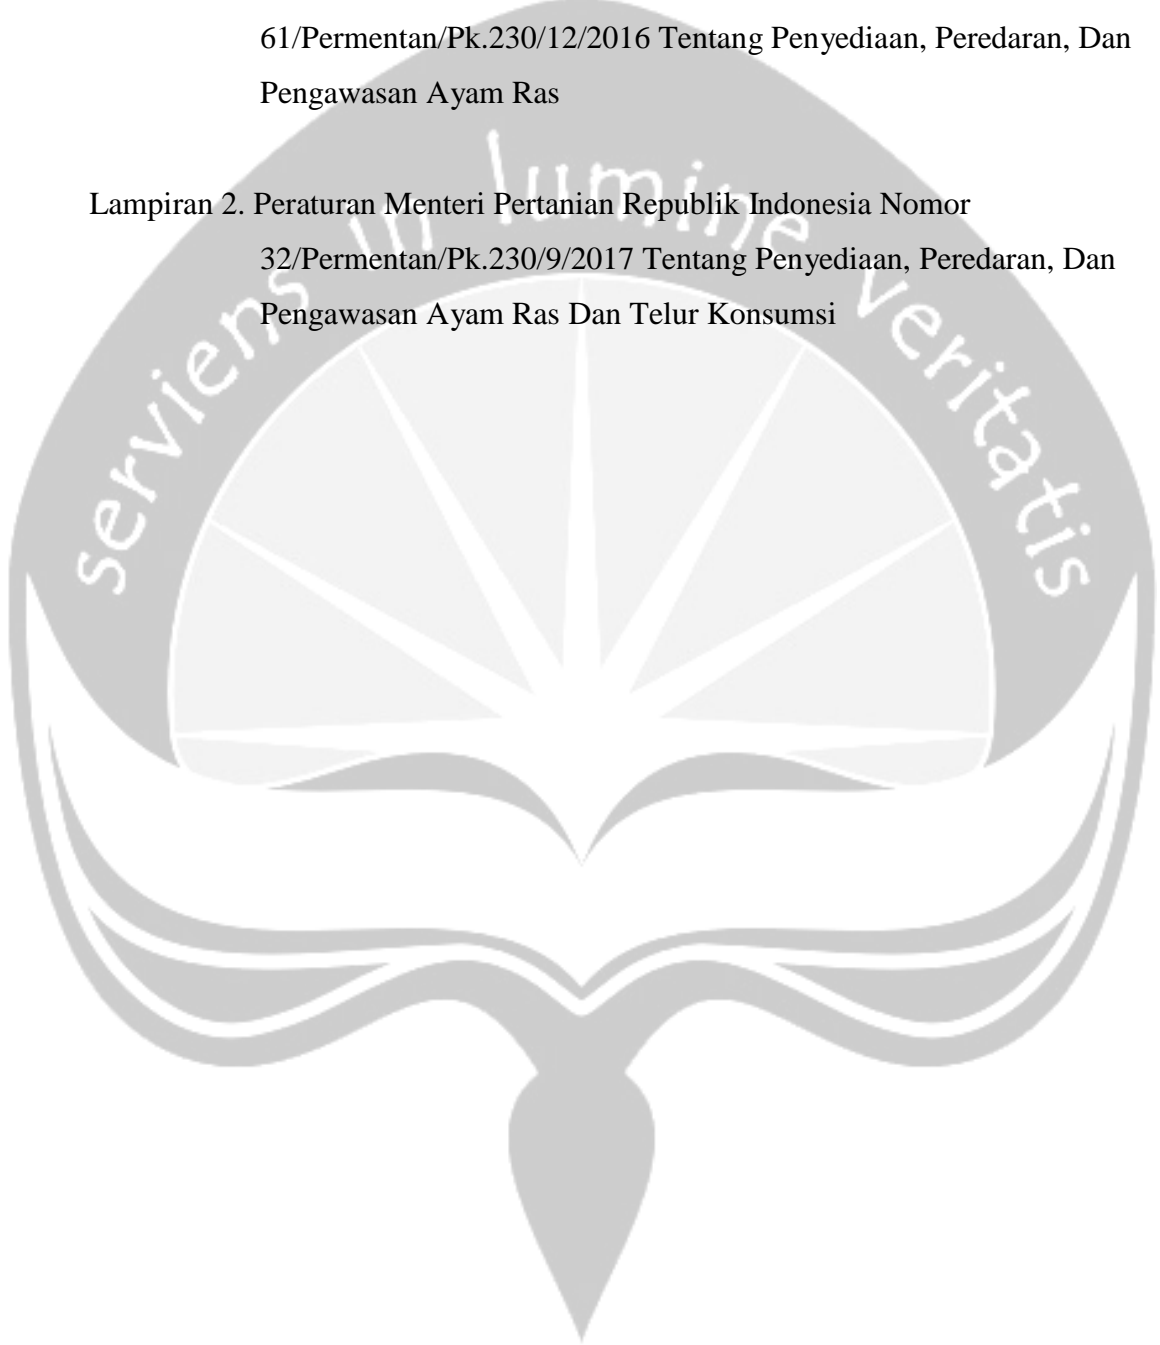 61/Permentan/Pk.230/12/2016 Tentang Penyediaan, Peredaran, Dan
Pengawasan Ayam Ras
Lampiran 2. Peraturan Menteri Pertanian Republik Indonesia Nomor
32/Permentan/Pk.230/9/2017 Tentang Penyediaan, Peredaran, Dan
Pengawasan Ayam Ras Dan Telur Konsumsi
serviens in lumine veritatis